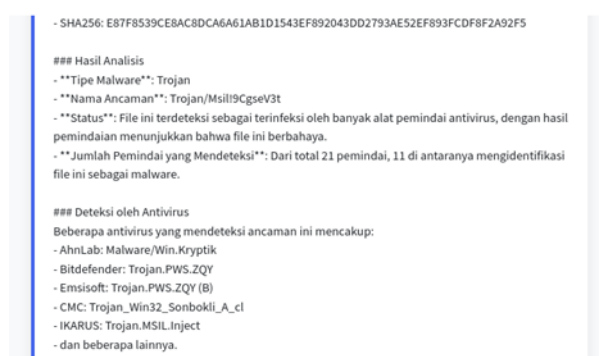 - SHA256: E87F8539CE8AC8DCA6A61AB1D1543EF892043DD2793AE52EF893FCDF8F2A92F5
### Hasil Analisis
- **Tipe Malware**: Trojan
- **Nama Ancaman**: Trojan/Msil!9CgseV3t
- **Status**: File ini terdeteksi sebagai terinfeksi oleh banyak alat pemindai antivirus, dengan hasil
pemindaian menunjukkan bahwa file ini berbahaya.
- **Jumlah Pemindai yang Mendeteksi**: Dari total 21 pemindai, 11 di antaranya mengidentifikasi
file ini sebagai malware.
### Deteksi oleh Antivirus
Beberapa antivirus yang mendeteksi ancaman ini mencakup:
- AhnLab: Malware/Win.Kryptik
- Bitdefender: Trojan.PWS.ZQY
- Emsisoft: Trojan.PWS.ZQY (B)
- CMC: Trojan_Win32_Sonbokli_A_cl
- IKARUS: Trojan.MSIL.Inject
- dan beberapa lainnya.